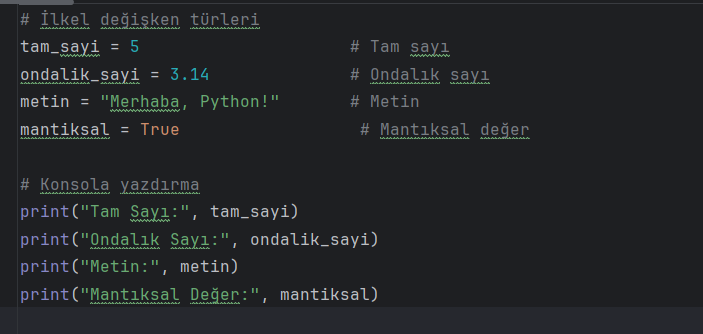 # İlkel değişken türleri
tam_sayi = 5                     # Tam sayı
ondalik_sayi = 3.14              # Ondalık sayı
metin = "Merhaba, Python!"       # Metin
mantiksal = True                  # Mantıksal değer
# Konsola yazdırma
print("Tam Sayı:", tam_sayi)
print("Ondalık Sayı:", ondalik_sayi)
print("Metin:", metin)
print("Mantıksal Değer:", mantiksal)